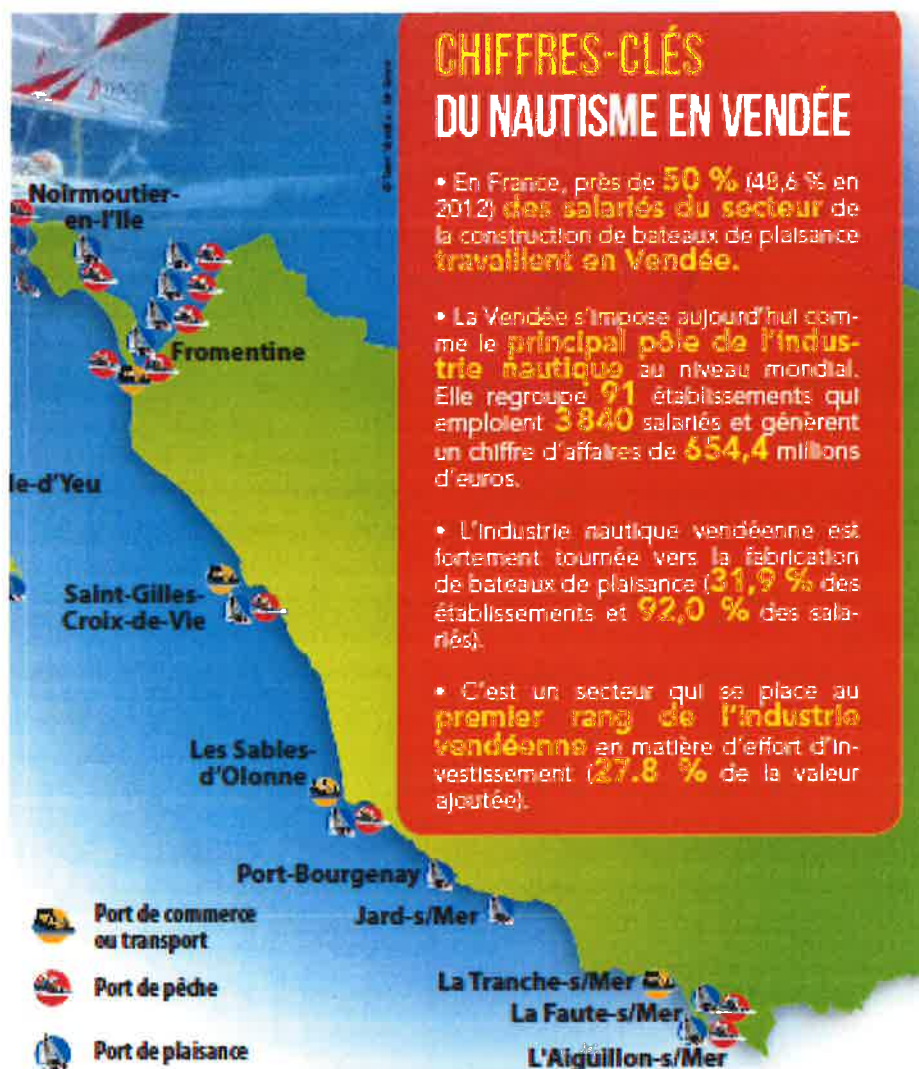 CHIFFRES-CLÉS
DU NAUTISME EN VENDÉE
• En France, près de 50 % (48,6 % en
2012) des salariés du secteur de
la construction de bateaux de plaisance
travaillent en Vendée.
• La Vendée s'impose aujourd'hui com-
me le principal pôle de l'indus-
trie nautique au niveau mondial.
Elle regroupe 91 établissements qui
emploient 3 840 salariés et génèrent
un chiffre d'affaires de 654,4 millions
d'euros.
• L'industrie nautique vendéenne est
fortement tournée vers la fabrication
de bateaux de plaisance (31,9 % des
établissements et 92,0 % des sala-
riés).
• C'est un secteur qui se place au
premier rang de l'industrie
vendéenne en matière d'effort d'in-
vestissement (27.8 % de la valeur
ajoutée).
Noirmoutier-
en-l'Ile
Fromentine
le-d'Yeu
Saint-Gilles-
Croix-de-Vie
Les Sables-
d'Olonne
Port-Bourgenay
Jard-s/Mer
La Tranche-s/Mer
La Faute-s/Mer
L'Aiguillon-s/Mer
Port de commerce
ou transport
Port de pêche
Port de plaisance